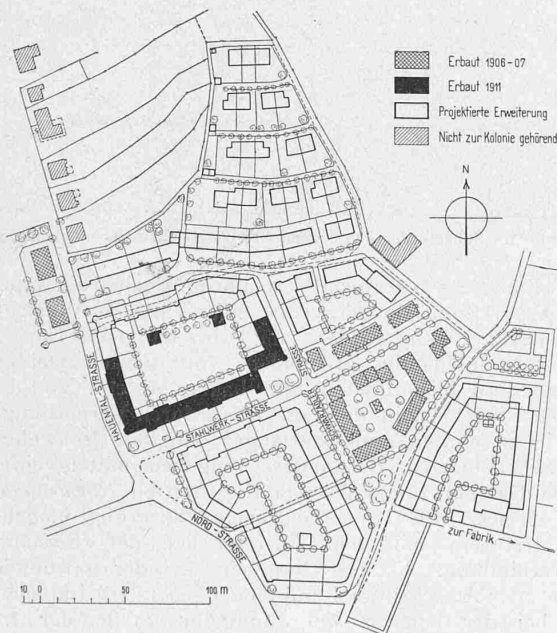 Erbaut 1906-07
Erbaut 1911
Projektierte Erweiterung
Nicht zur Kolonie gehörend
N
HAUENTAL-STRASSE
STRASSE
STAHLWERK-STRASSE
NORD-STRASSE
zur Fabrik
10 0 50 100 m